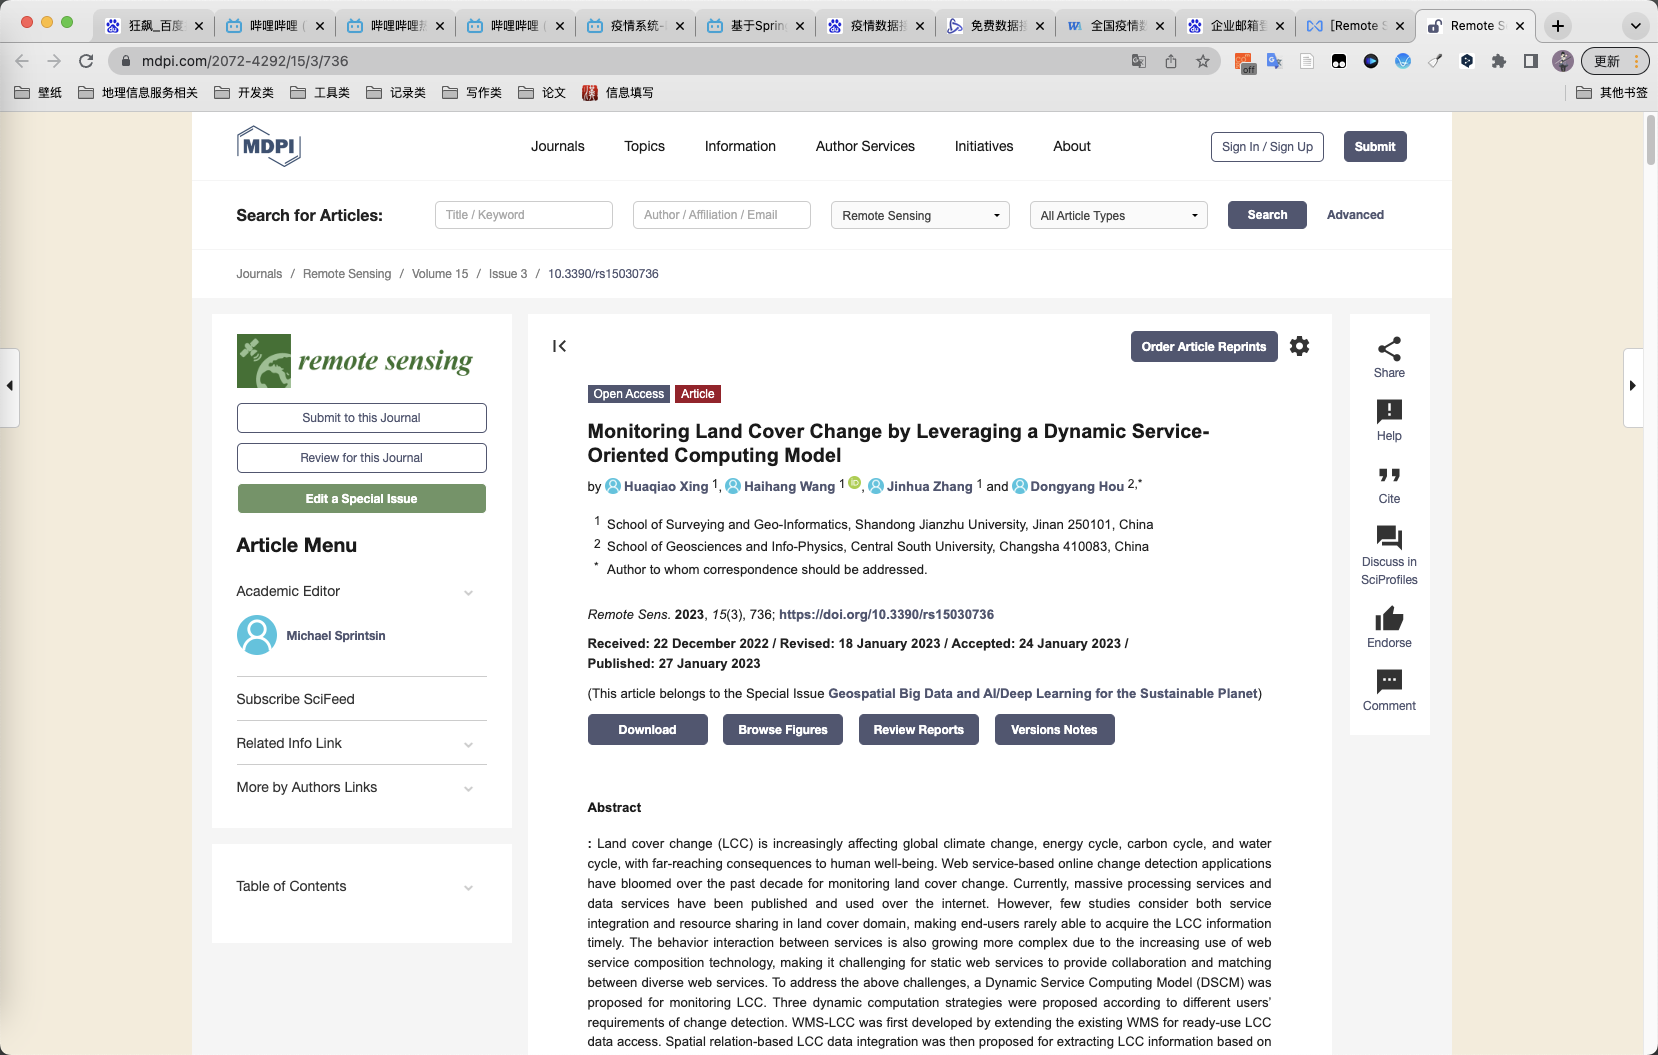 狂飙_百度
哔哩哔哩 (
哔哩哔哩热
哔哩哔哩 (
疫情系统-
基于Spring
疫情数据接
免费数据接
全国疫情数
企业邮箱登
[Remote S
Remote Se
mdpi.com/2072-4292/15/3/736
off
更新
壁纸
地理信息服务相关
开发类
工具类
记录类
写作类
论文
信息填写
其他书签
MDPI
Journals
Topics
Information
Author Services
Initiatives
About
Sign In / Sign Up
Submit
Search for Articles:
Title / Keyword
Author / Affiliation / Email
Remote Sensing
All Article Types
Search
Advanced
Journals / Remote Sensing / Volume 15 / Issue 3 / 10.3390/rs15030736
remote sensing
Submit to this Journal
Review for this Journal
Edit a Special Issue
Article Menu
Academic Editor
Michael Sprintsin
Subscribe SciFeed
Related Info Link
More by Authors Links
Table of Contents
Order Article Reprints
Open Access Article
Monitoring Land Cover Change by Leveraging a Dynamic Service-
Oriented Computing Model
by Huaqiao Xing 1, Haihang Wang 1 iD, Jinhua Zhang 1 and Dongyang Hou 2,*
1 School of Surveying and Geo-Informatics, Shandong Jianzhu University, Jinan 250101, China
2 School of Geosciences and Info-Physics, Central South University, Changsha 410083, China
* Author to whom correspondence should be addressed.
Remote Sens. 2023, 15(3), 736; https://doi.org/10.3390/rs15030736
Received: 22 December 2022 / Revised: 18 January 2023 / Accepted: 24 January 2023 /
Published: 27 January 2023
(This article belongs to the Special Issue Geospatial Big Data and AI/Deep Learning for the Sustainable Planet)
Download
Browse Figures
Review Reports
Versions Notes
Abstract
: Land cover change (LCC) is increasingly affecting global climate change, energy cycle, carbon cycle, and water
cycle, with far-reaching consequences to human well-being. Web service-based online change detection applications
have bloomed over the past decade for monitoring land cover change. Currently, massive processing services and
data services have been published and used over the internet. However, few studies consider both service
integration and resource sharing in land cover domain, making end-users rarely able to acquire the LCC information
timely. The behavior interaction between services is also growing more complex due to the increasing use of web
service composition technology, making it challenging for static web services to provide collaboration and matching
between diverse web services. To address the above challenges, a Dynamic Service Computing Model (DSCM) was
proposed for monitoring LCC. Three dynamic computation strategies were proposed according to different users'
requirements of change detection. WMS-LCC was first developed by extending the existing WMS for ready-use LCC
data access. Spatial relation-based LCC data integration was then proposed for extracting LCC information based on
Share
Help
Cite
Discuss in
SciProfiles
Endorse
Comment